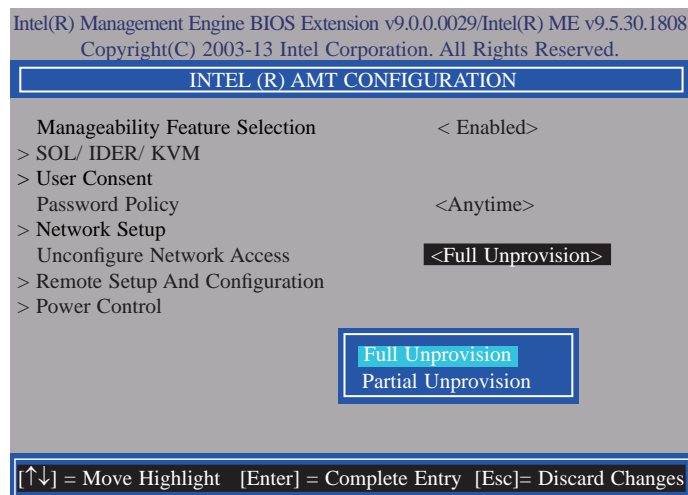 Intel(R) Management Engine BIOS Extension v9.0.0.0029/Intel(R) ME v9.5.30.1808
Copyright(C) 2003-13 Intel Corporation. All Rights Reserved.
INTEL (R) AMT CONFIGURATION
Manageability Feature Selection < Enabled>
> SOL/ IDER/ KVM
> User Consent
Password Policy <Anytime>
> Network Setup
Unconfigure Network Access <Full Unprovision>
> Remote Setup And Configuration
> Power Control
Full Unprovision
Partial Unprovision
[↑↓] = Move Highlight [Enter] = Complete Entry [Esc]= Discard Changes